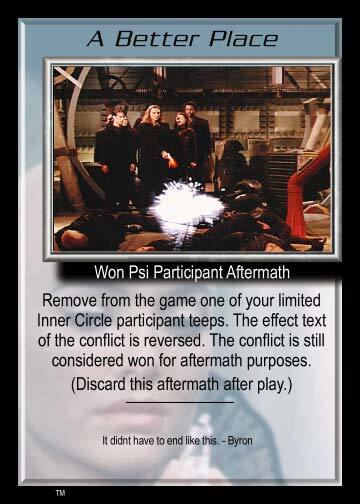 A Better Place
Won Psi Participant Aftermath
Remove from the game one of your limited
Inner Circle participant teeps. The effect text
of the conflict is reversed. The conflict is still
considered won for aftermath purposes.
(Discard this aftermath after play.)
It didnt have to end like this. - Byron
TM